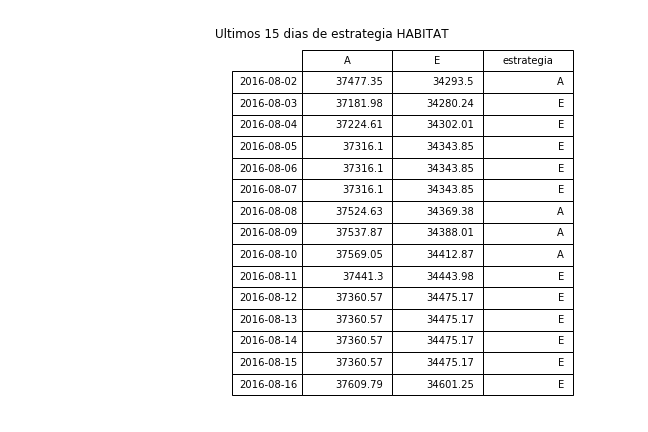 Ultimos 15 dias de estrategia HABITAT
A E estrategia
2016-08-02 37477.35 34293.5 A
2016-08-03 37181.98 34280.24 E
2016-08-04 37224.61 34302.01 E
2016-08-05 37316.1 34343.85 E
2016-08-06 37316.1 34343.85 E
2016-08-07 37316.1 34343.85 E
2016-08-08 37524.63 34369.38 A
2016-08-09 37537.87 34388.01 A
2016-08-10 37569.05 34412.87 A
2016-08-11 37441.3 34443.98 E
2016-08-12 37360.57 34475.17 E
2016-08-13 37360.57 34475.17 E
2016-08-14 37360.57 34475.17 E
2016-08-15 37360.57 34475.17 E
2016-08-16 37609.79 34601.25 E